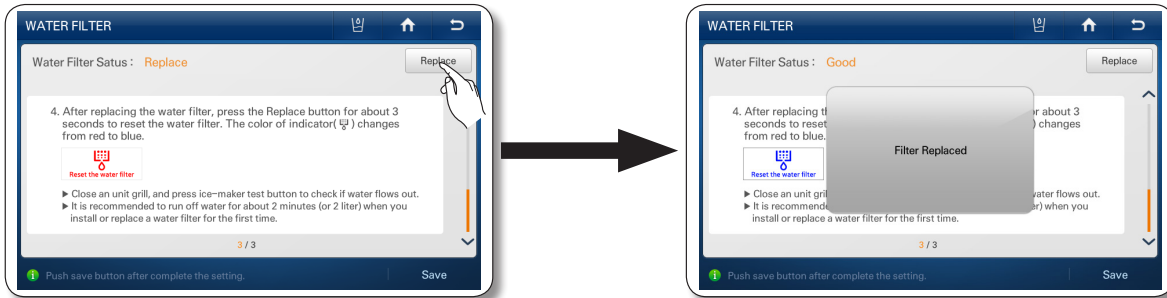 WATER FILTER
Water Filter Satus : Replace
Replace
4. After replacing the water filter, press the Replace button for about 3
seconds to reset the water filter. The color of indicator( ) changes
from red to blue.
Reset the water filter
▶ Close an unit grill, and press ice-maker test button to check if water flows out.
▶ It is recommended to run off water for about 2 minutes (or 2 liter) when you
install or replace a water filter for the first time.
3 / 3
Push save button after complete the setting.
Save
WATER FILTER
Water Filter Satus : Good
Replace
4. After replacing th
r about 3
seconds to reset
) changes
from red to blue.
Filter Replaced
Reset the water filter
▶ Close an unit gril
water flows out.
▶ It is recommende
er) when you
install or replace a water filter for the first time.
3 / 3
Push save button after complete the setting.
Save